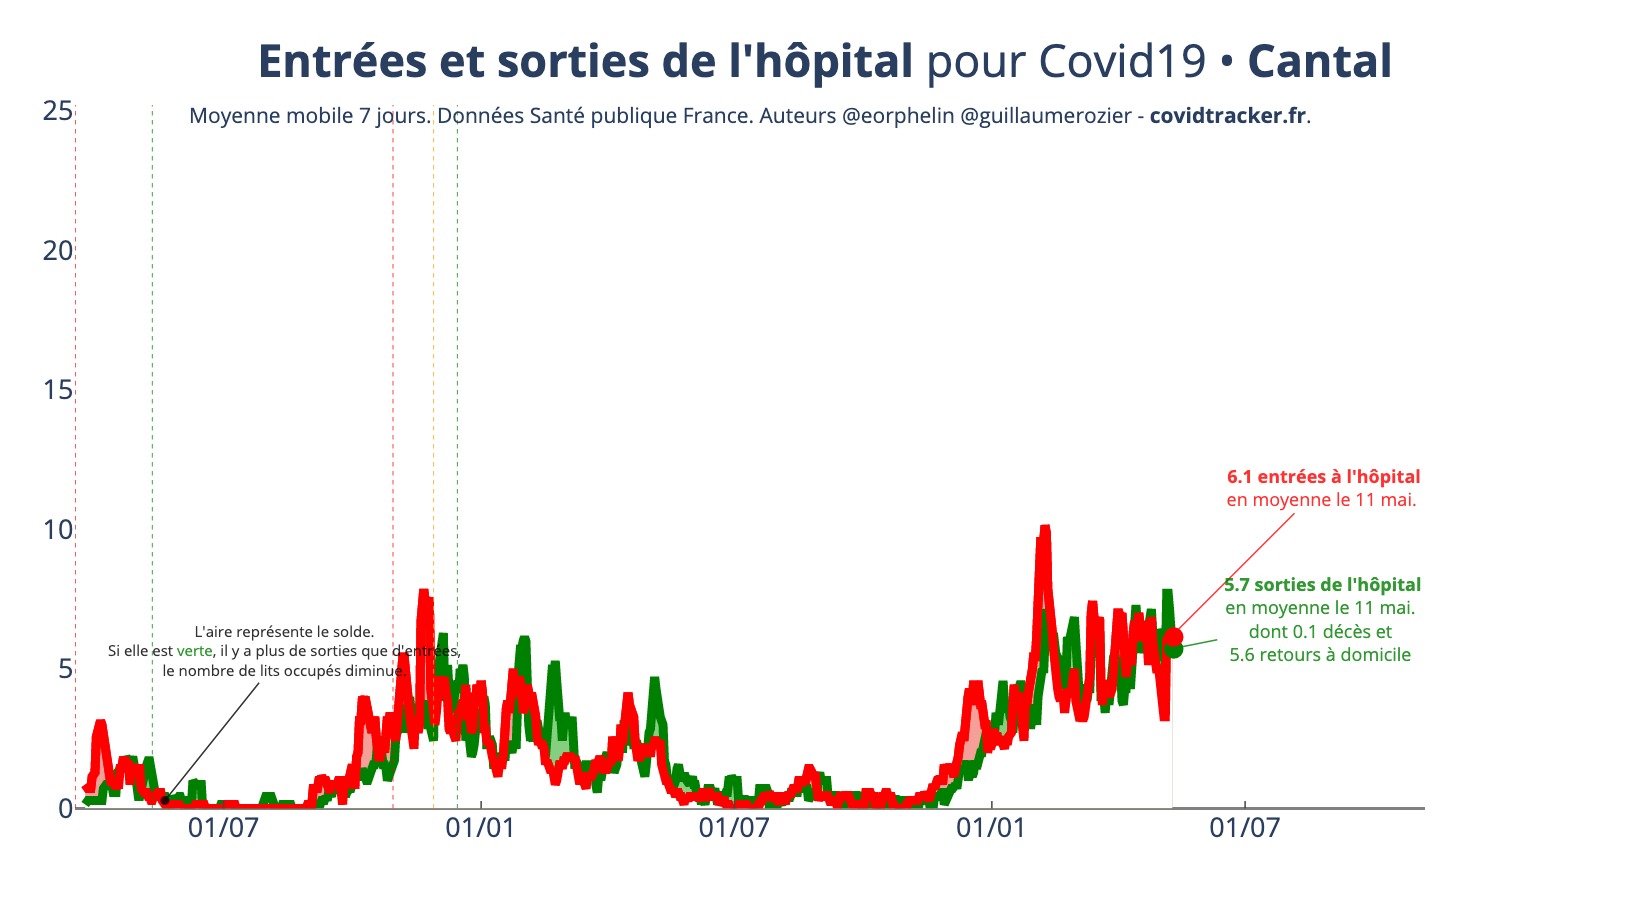 Entrées et sorties de l'hôpital pour Covid19 • Cantal
Moyenne mobile 7 jours. Données Santé publique France. Auteurs @eorphelin @guillaumerozier - covidtracker.fr.
25
20
15
10
5
0
6.1 entrées à l'hôpital
en moyenne le 11 mai.
5.7 sorties de l'hôpital
en moyenne le 11 mai.
dont 0.1 décès et
5.6 retours à domicile
L'aire représente le solde.
Si elle est verte, il y a plus de sorties que d'entrées,
le nombre de lits occupés diminue.
01/07
01/01
01/07
01/01
01/07